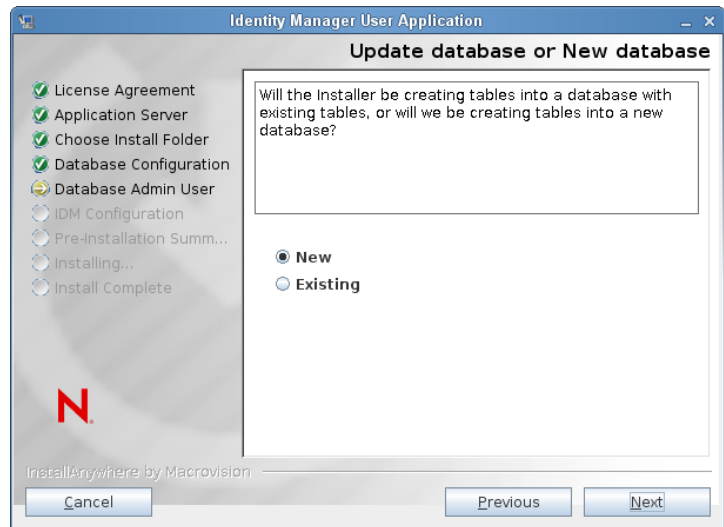 Identity Manager User Application
Update database or New database
License Agreement
Application Server
Choose Install Folder
Database Configuration
Database Admin User
IDM Configuration
Pre-Installation Summ...
Installing...
Install Complete
Will the Installer be creating tables into a database with
existing tables, or will we be creating tables into a new
database?
New
Existing
N.
InstallAnywhere by Macrovision
Cancel
Previous
Next